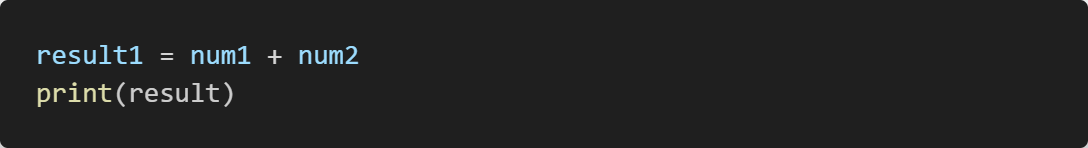 result1 = num1 + num2
print(result)